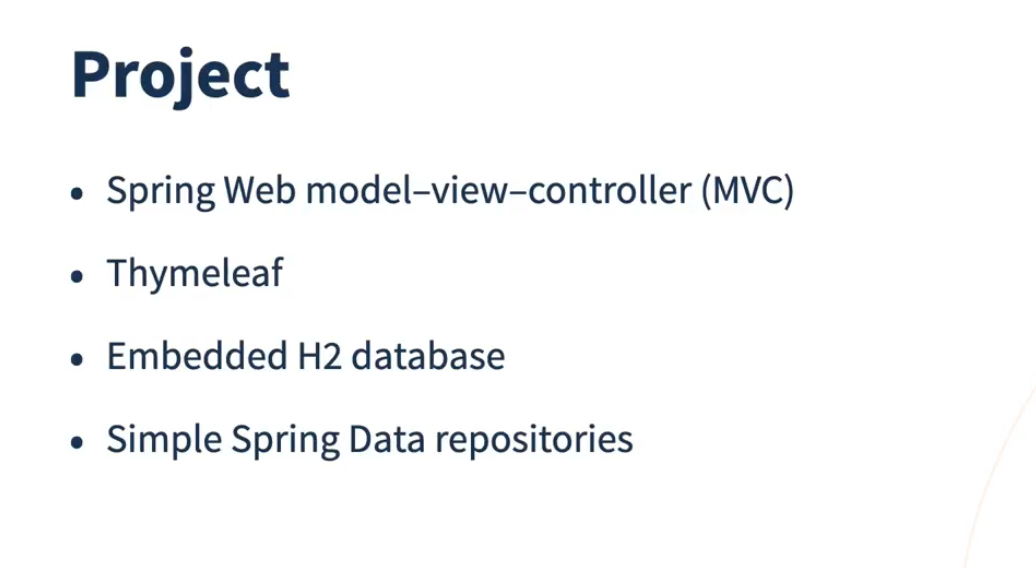 Project
• Spring Web model–view–controller (MVC)
• Thymeleaf
• Embedded H2 database
• Simple Spring Data repositories